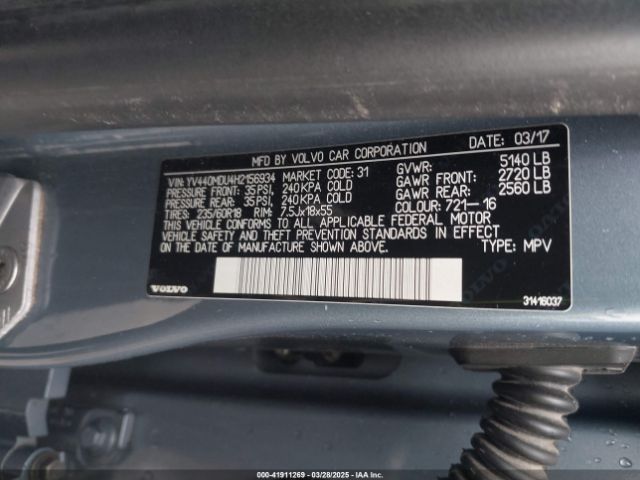 MFD BY VOLVO CAR CORPORATION DATE: 03/17
VIN: YV440MDU4H2156934 MARKET CODE: 31 GVWR: 5140 LB
PRESSURE FRONT: 35 PSI, 240 KPA COLD GAWR FRONT: 2720 LB
PRESSURE REAR: 35 PSI, 240 KPA COLD GAWR REAR: 2560 LB
TIRES: 235/60R18 RIM: 7.5Jx18x55 COLOUR: 721-16
THIS VEHICLE CONFORMS TO ALL APPLICABLE FEDERAL MOTOR
VEHICLE SAFETY AND THEFT PREVENTION STANDARDS IN EFFECT
ON THE DATE OF MANUFACTURE SHOWN ABOVE. TYPE: MPV
VOLVO 31416037
000-41911269 - 03/28/2025 - IAA Inc.